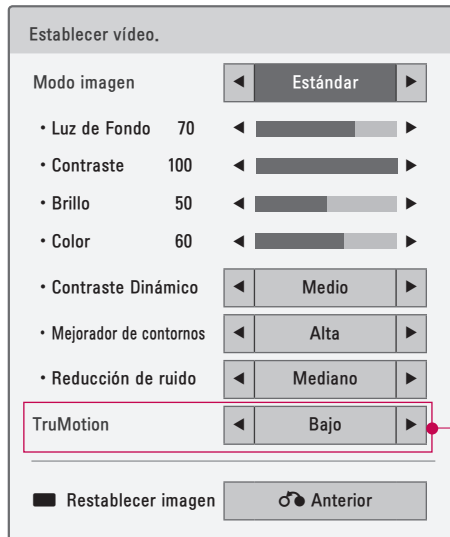 Establecer vídeo.
Modo imagen ◀ Estándar ▶
• Luz de Fondo 70 ◀ ▶
• Contraste 100 ◀ ▶
• Brillo 50 ◀ ▶
• Color 60 ◀ ▶
• Contraste Dinámico ◀ Medio ▶
• Mejorador de contornos ◀ Alta ▶
• Reducción de ruido ◀ Mediano ▶
TruMotion ◀ Bajo ▶
Restablecer imagen Anterior